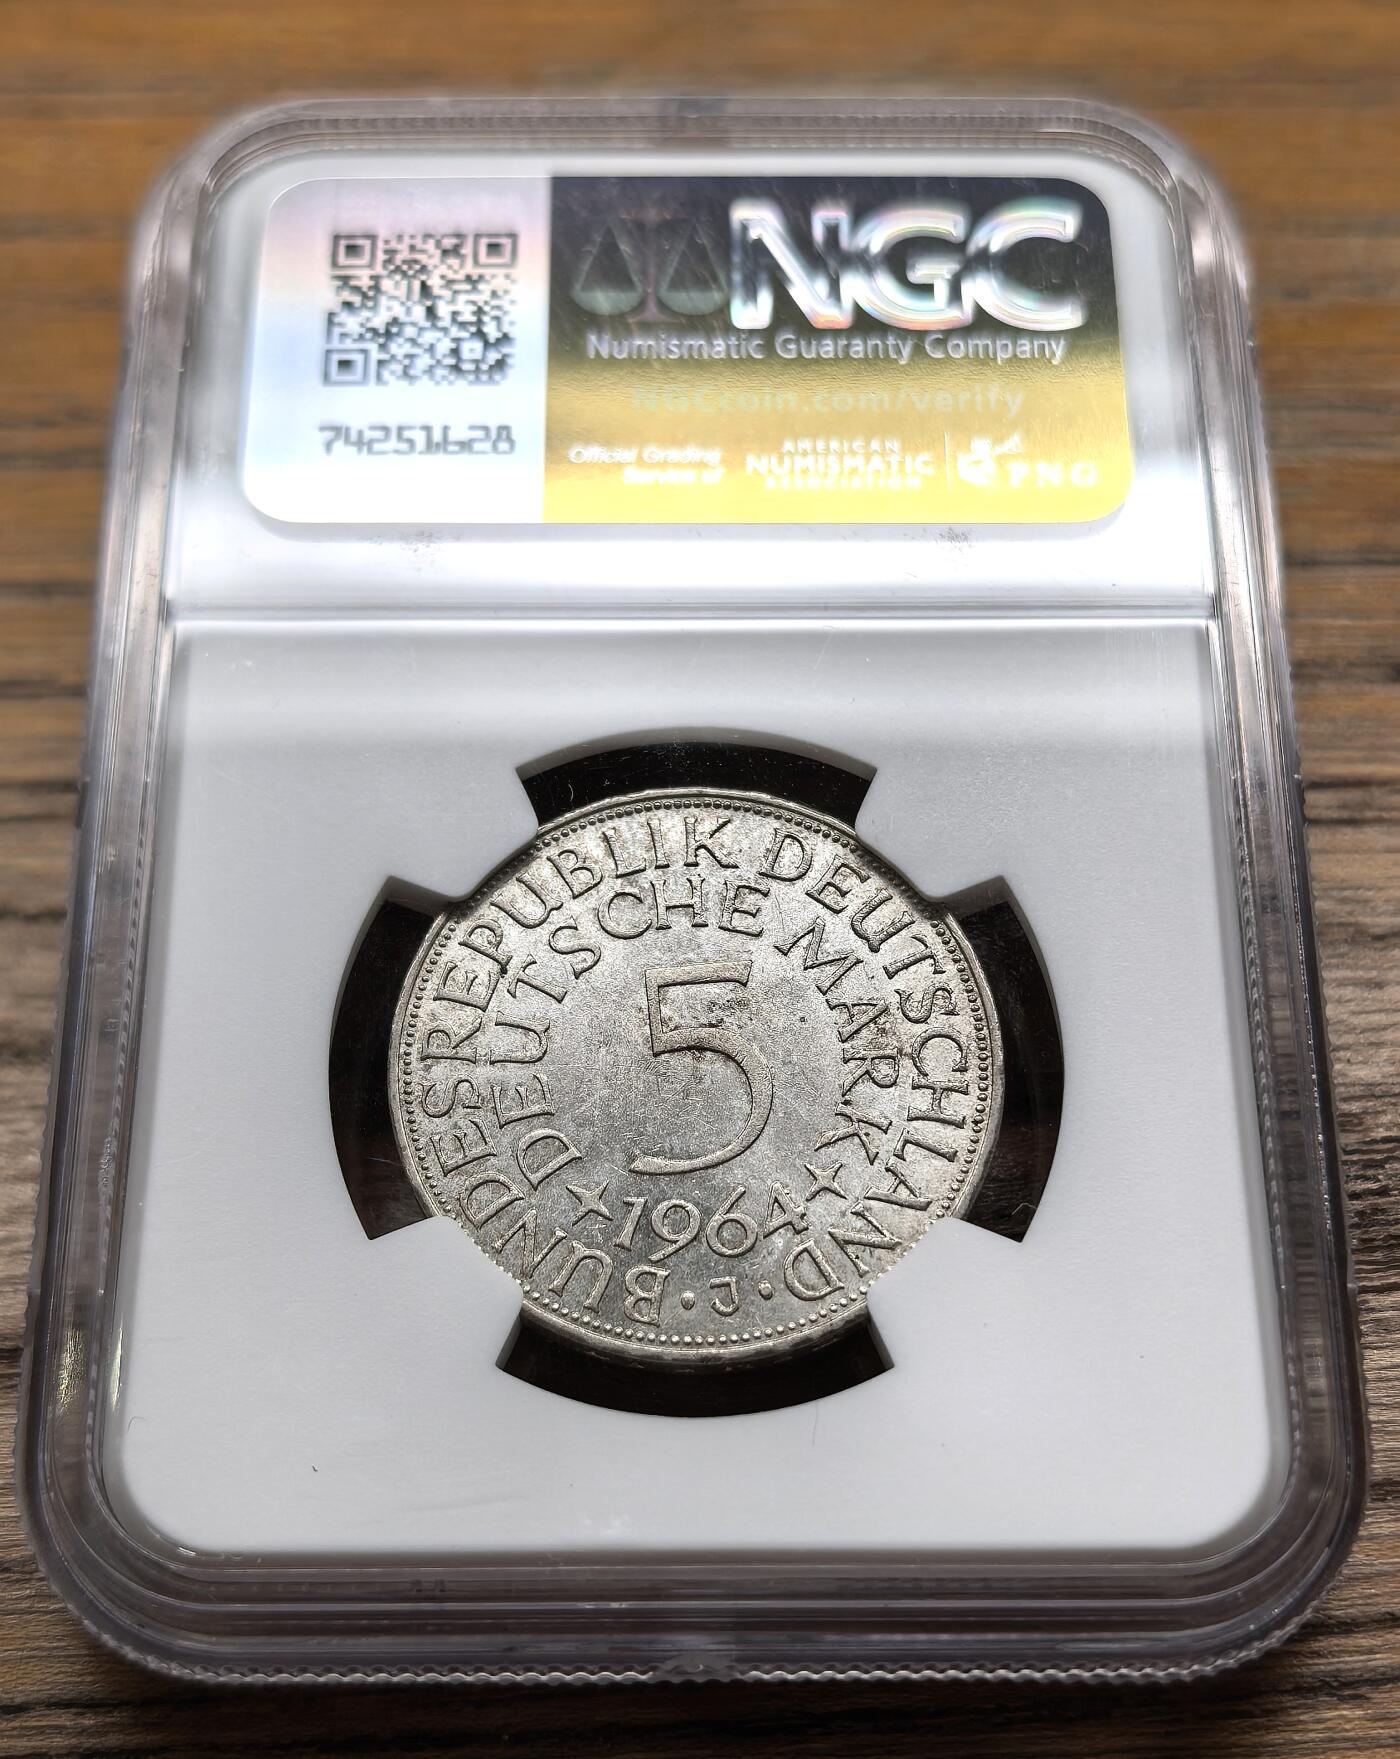 NGC
Numismatic Guaranty Company
NGCcoin.com/verify
74251628
Official Grading
Service of
AMERICAN
NUMISMATIC
ASSOCIATION
PNG
BUNDESREPUBLIK DEUTSCHLAND
DEUTSCHE MARK
5
1964
· J ·